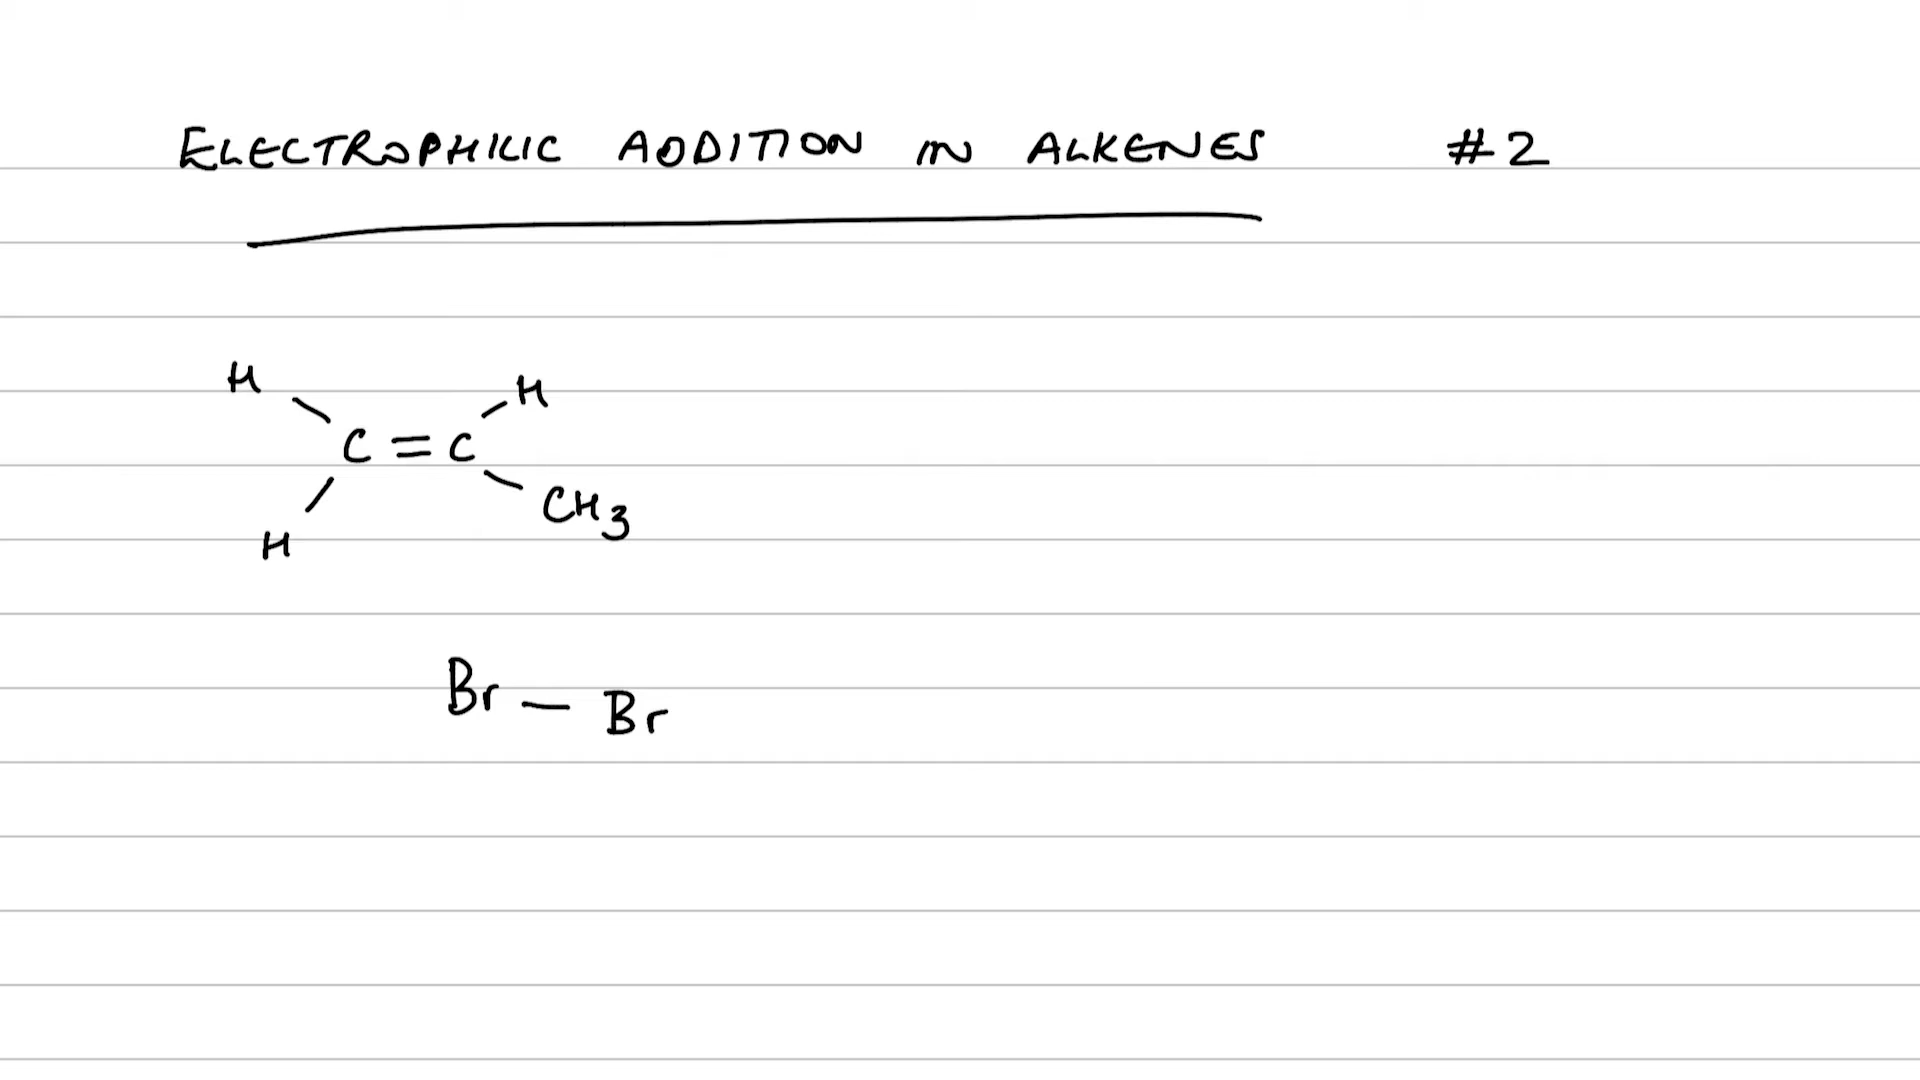 ELECTROPHILIC ADDITION IN ALKENES #2
H H
C = C
CH3
H
Br — Br